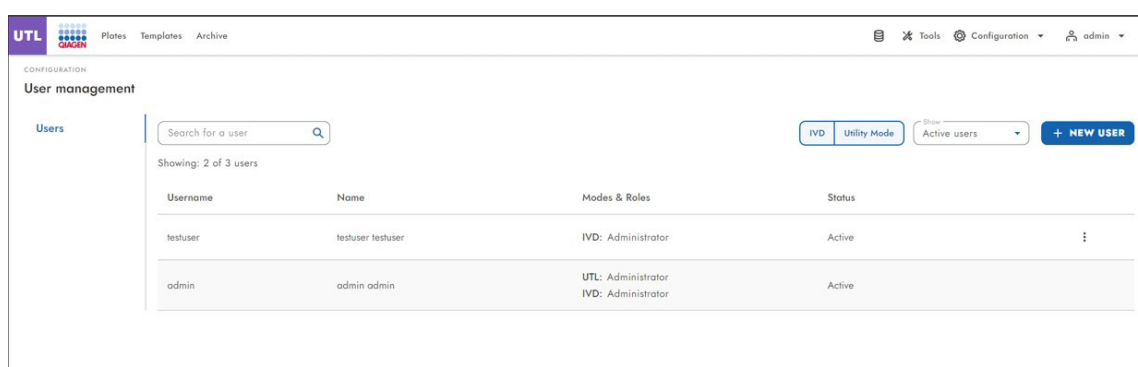 UTL QIAGEN Plates Templates Archive Tools Configuration admin
CONFIGURATION
User management
Users
Search for a user
IVD Utility Mode
Show
Active users
+ NEW USER
Showing: 2 of 3 users
Username Name Modes & Roles Status
testuser testuser testuser IVD: Administrator Active
admin admin admin UTL: Administrator Active
IVD: Administrator